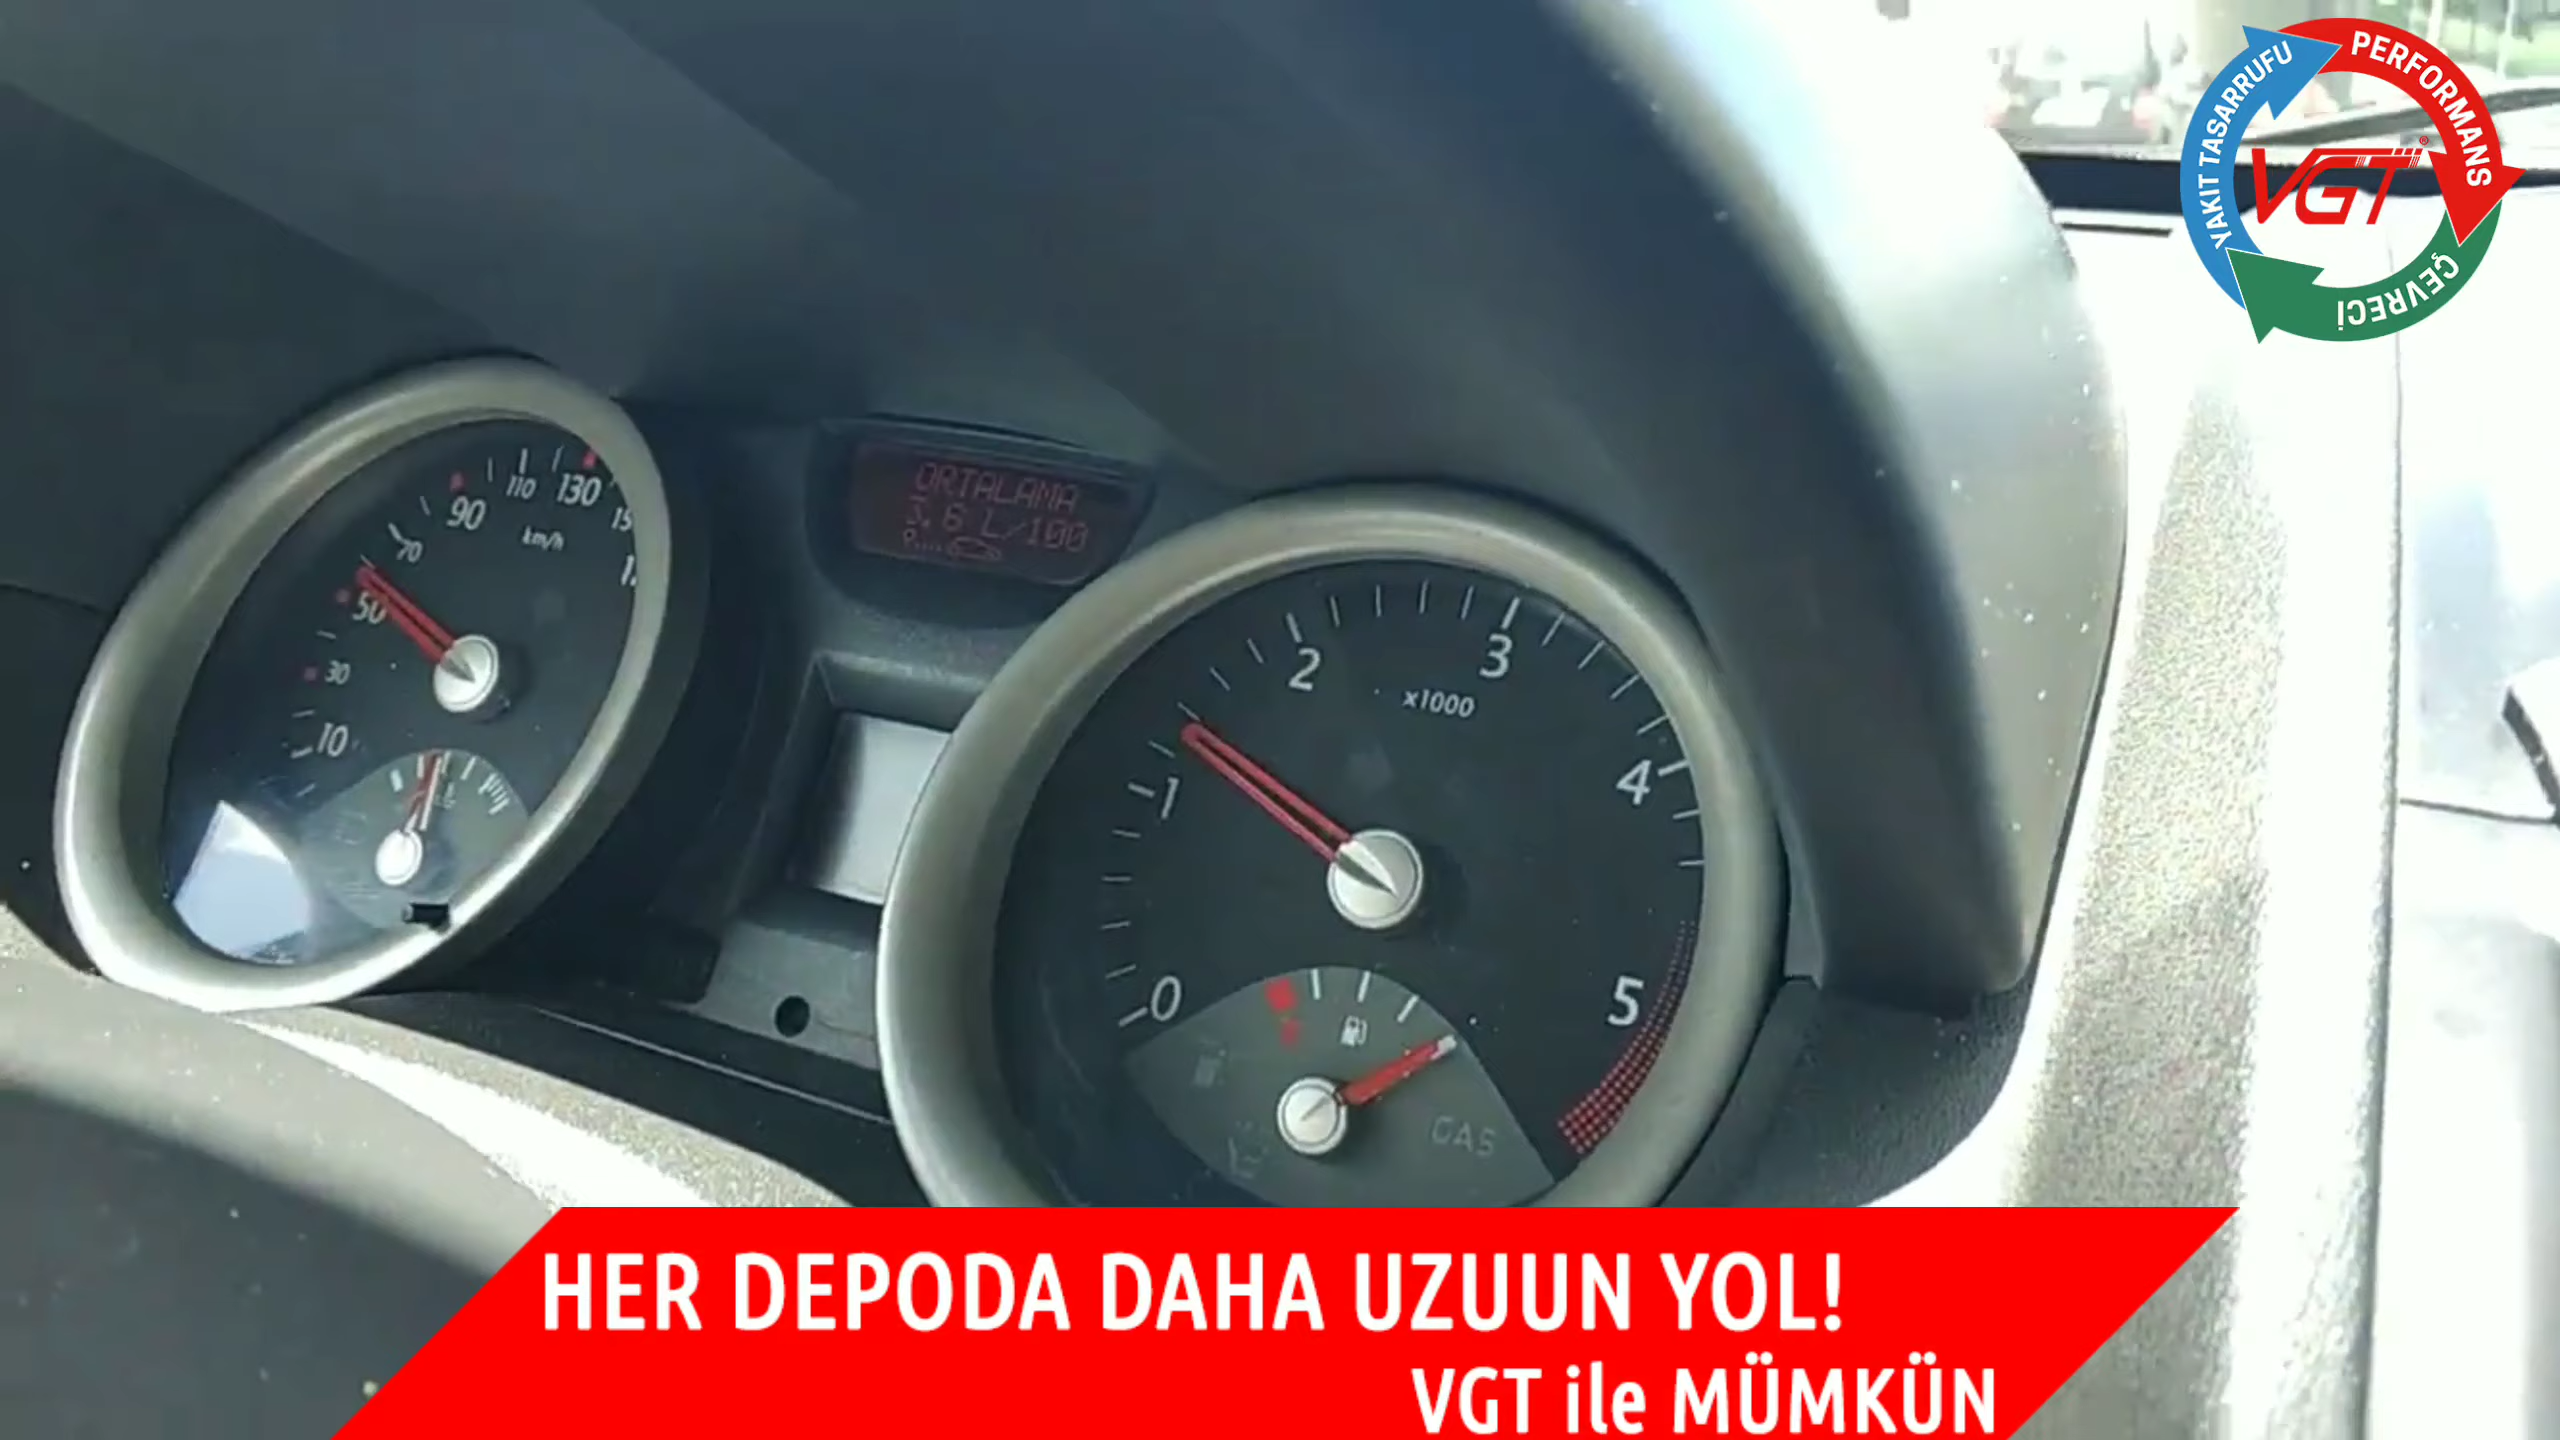 YAKIT TASARRUFU
PERFORMANS
ÇEVRECİ
VGT
ORTALAMA
6 L/100
10
30
50
70
90
110
130
km/h
0
1
2
3
4
5
x1000
GAS
HER DEPODA DAHA UZUUN YOL!
VGT ile MÜMKÜN